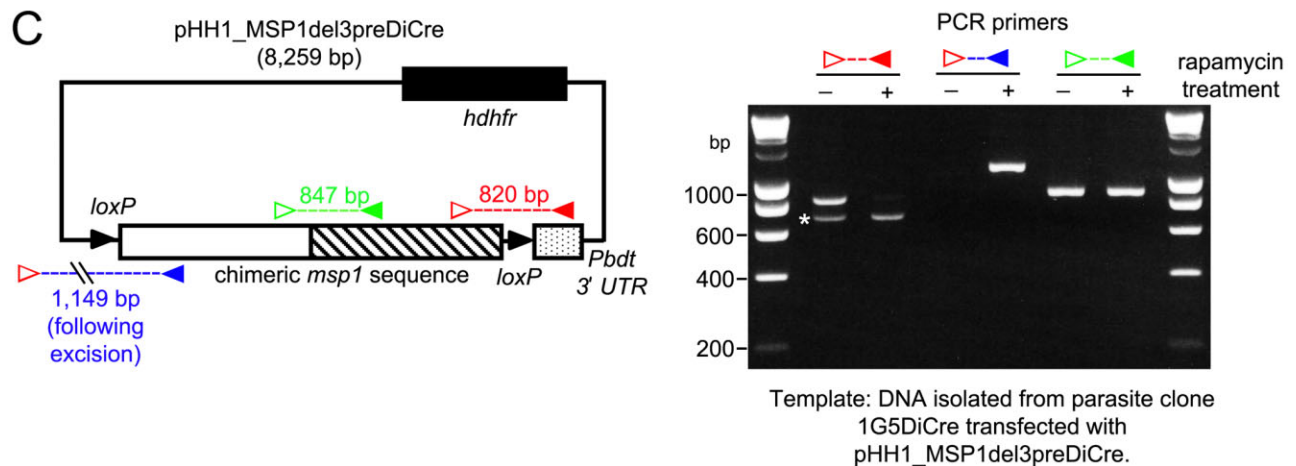 C
pHH1_MSP1del3preDiCre
(8,259 bp)
hdhfr
847 bp
820 bp
loxP
chimeric msp1 sequence
loxP
Pbdt
3' UTR
1,149 bp
(following
excision)
PCR primers
rapamycin
treatment
– + – + – +
bp
1000
*
600
400
200
Template: DNA isolated from parasite clone
1G5DiCre transfected with
pHH1_MSP1del3preDiCre.